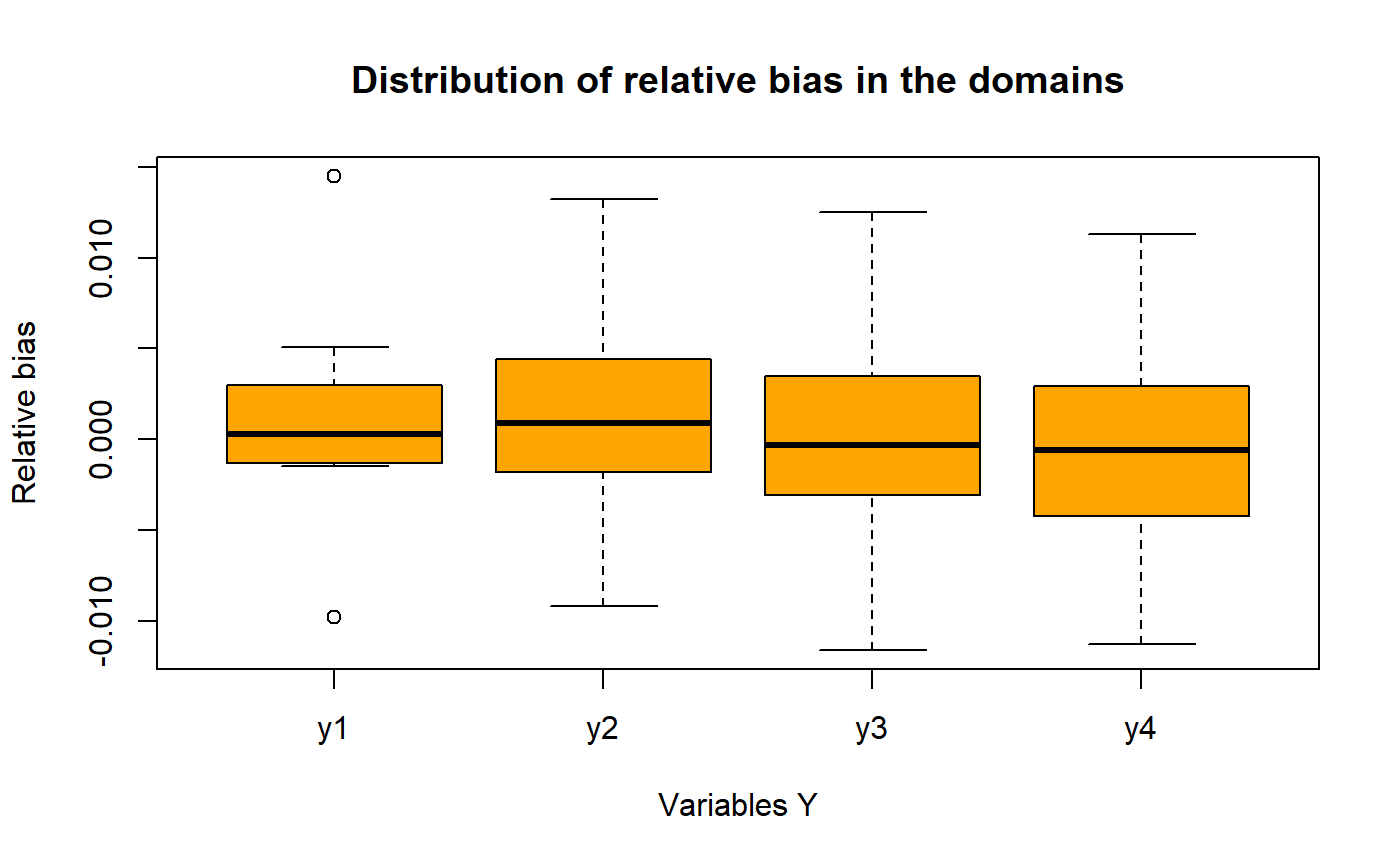 Distribution of relative bias in the domains
Relative bias
0.010
0.000
-0.010
y1 y2 y3 y4
Variables Y